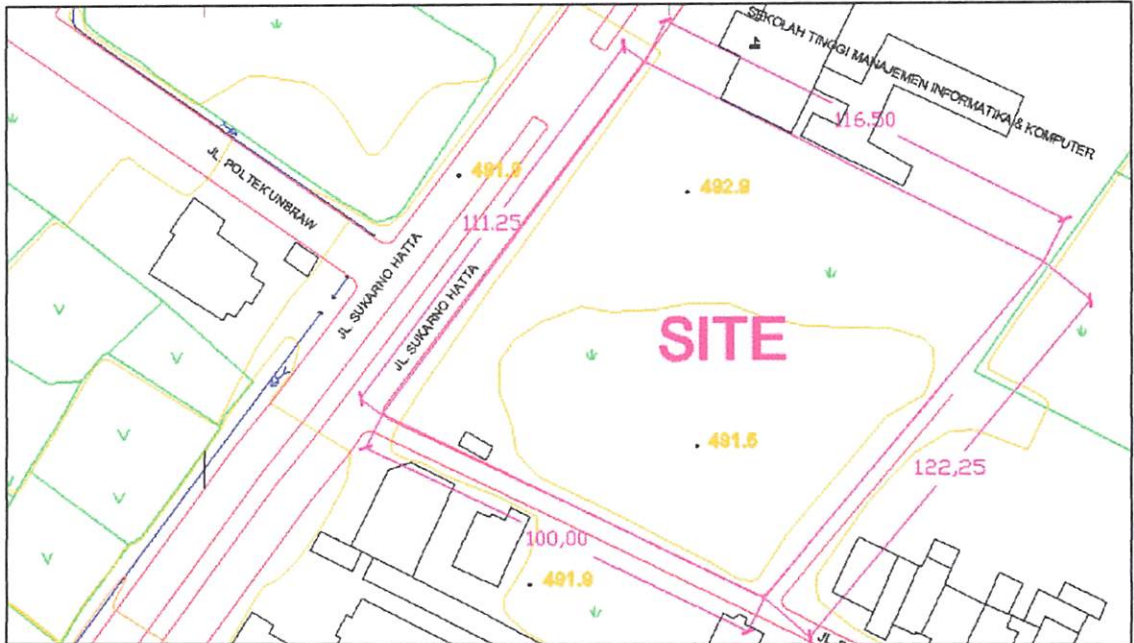 SEKOLAH TINGGI MANAJEMEN INFORMATIKA & KOMPUTER
116.50
JL. POLTEK UNBRAW
491.9
492.9
111.25
JL. SUKARNO HATTA
JL. SUKARNO HATTA
SITE
491.5
122,25
100,00
491.9